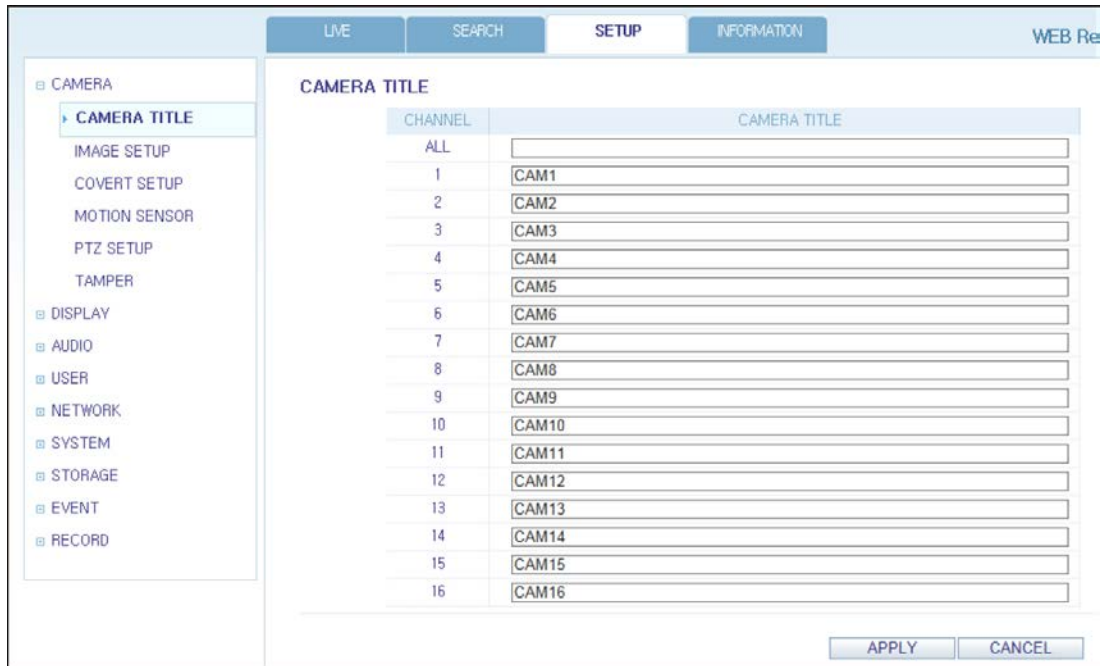 LIVE SEARCH SETUP INFORMATION WEB Re
CAMERA
CAMERA TITLE
IMAGE SETUP
COVERT SETUP
MOTION SENSOR
PTZ SETUP
TAMPER
DISPLAY
AUDIO
USER
NETWORK
SYSTEM
STORAGE
EVENT
RECORD
CAMERA TITLE
CHANNEL CAMERA TITLE
ALL
1 CAM1
2 CAM2
3 CAM3
4 CAM4
5 CAM5
6 CAM6
7 CAM7
8 CAM8
9 CAM9
10 CAM10
11 CAM11
12 CAM12
13 CAM13
14 CAM14
15 CAM15
16 CAM16
APPLY CANCEL